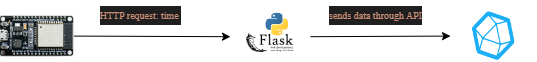 HTTP request: time
sends data through API
Flask